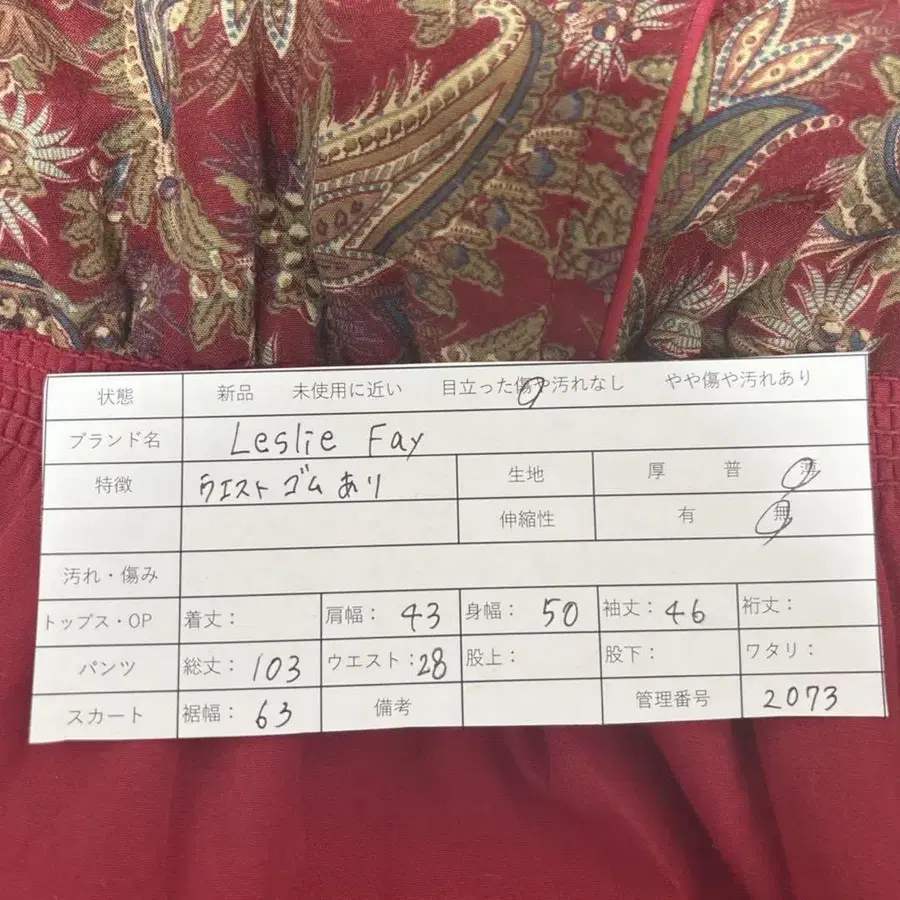 状態 新品 未使用に近い 目立った傷や汚れなし やや傷や汚れあり
ブランド名 Leslie Fay
特徴 ウエスト ゴム あり 生地 厚 普 薄
伸縮性 有 無
汚れ・傷み
トップス・OP 着丈： 肩幅： 43 身幅： 50 袖丈： 46 裄丈：
パンツ 総丈： 103 ウエスト： 28 股上： 股下： ワタリ：
スカート 裾幅： 63 備考 管理番号 2073